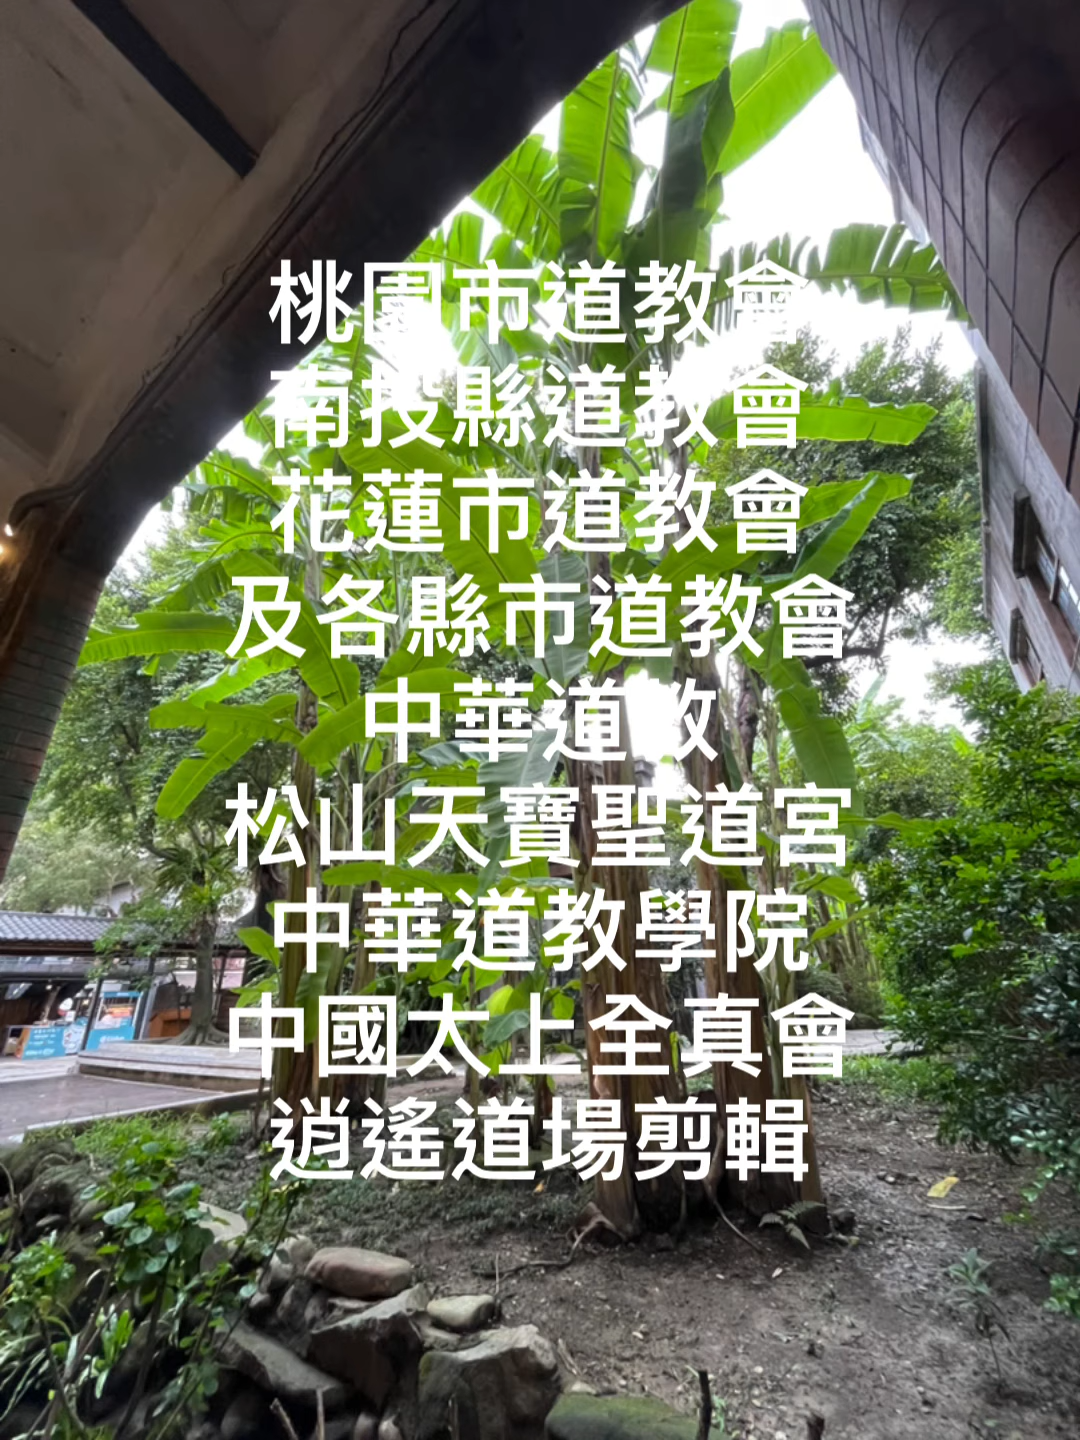 桃園市道教會
南投縣道教會
花蓮市道教會
及各縣市道教會
中華道教
松山天寶聖道宮
中華道教學院
中國太上全真會
逍遙道場剪輯